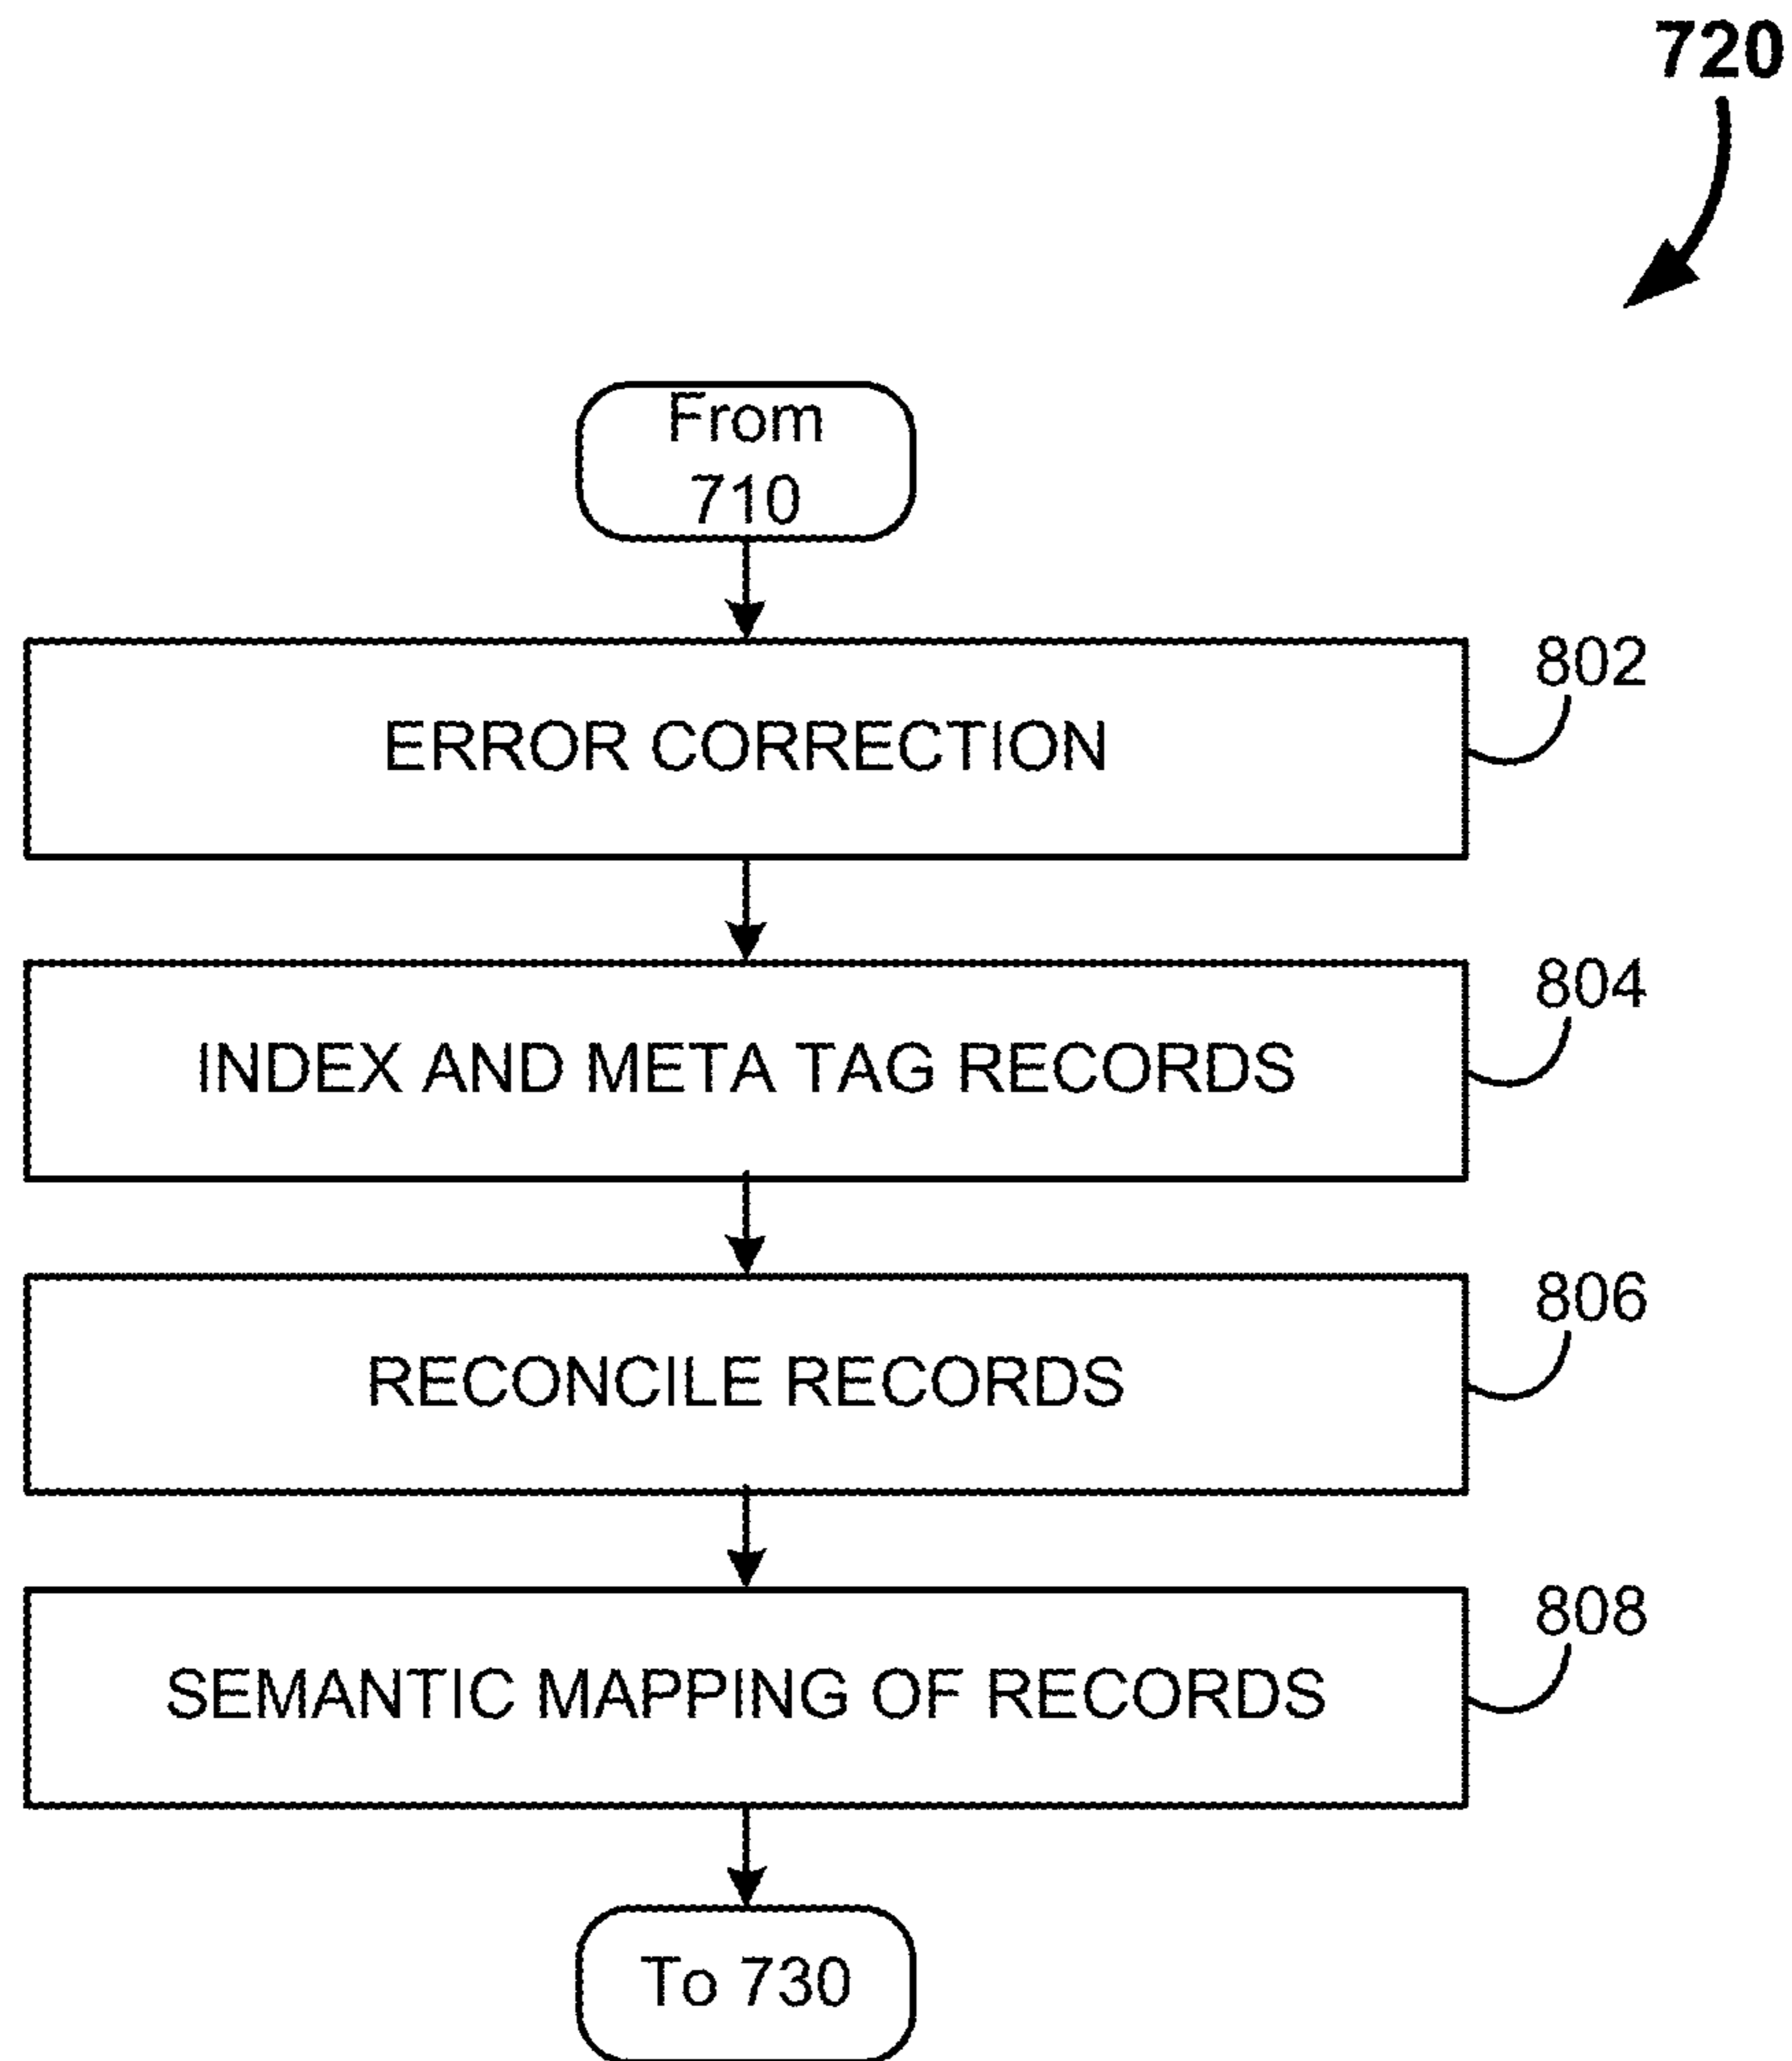 720
From
710
ERROR CORRECTION
802
INDEX AND META TAG RECORDS
804
RECONCILE RECORDS
806
SEMANTIC MAPPING OF RECORDS
808
To 730